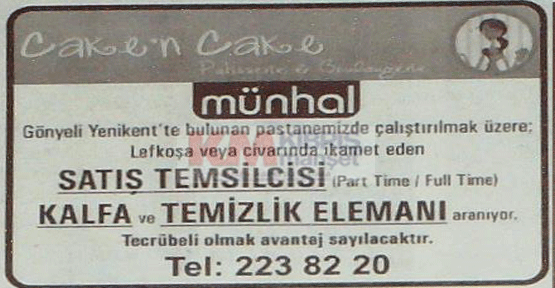 Cake'n Cake
Patisserie & Boulangerie
münhal
Gönyeli Yenikent'te bulunan pastanemizde çalıştırılmak üzere;
Lefkoşa veya civarında ikamet eden
SATIŞ TEMSİLCİSİ (Part Time / Full Time)
KALFA ve TEMİZLİK ELEMANI aranıyor.
Tecrübeli olmak avantaj sayılacaktır.
Tel: 223 82 20